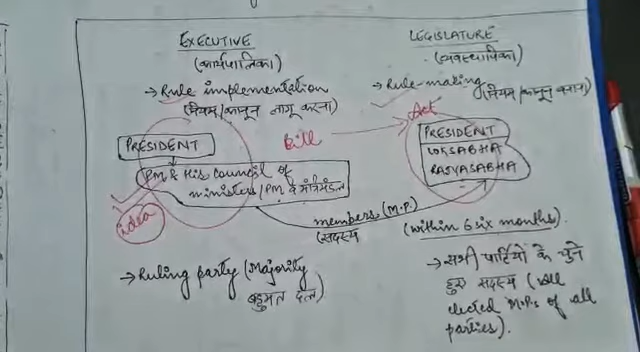 EXECUTIVE
(कार्यपालिका)
→ Rule implementation
(नियम/कानून लागू करना)
PRESIDENT
PM & His council of
ministers/PM व मंत्रिमंडल
idea
Bill
→ Ruling party (Majority
बहुमत दल)
LEGISLATURE
(व्यवस्थापिका)
→ Rule-making
(नियम/कानून बनाना)
Act
PRESIDENT
LOKSABHA
RAJYASABHA
members (M.P.)
(सदस्य
(within 6 six months).
→ सभी पार्टियों के चुने
हुए सदस्य (All
elected M.Ps of all
parties).